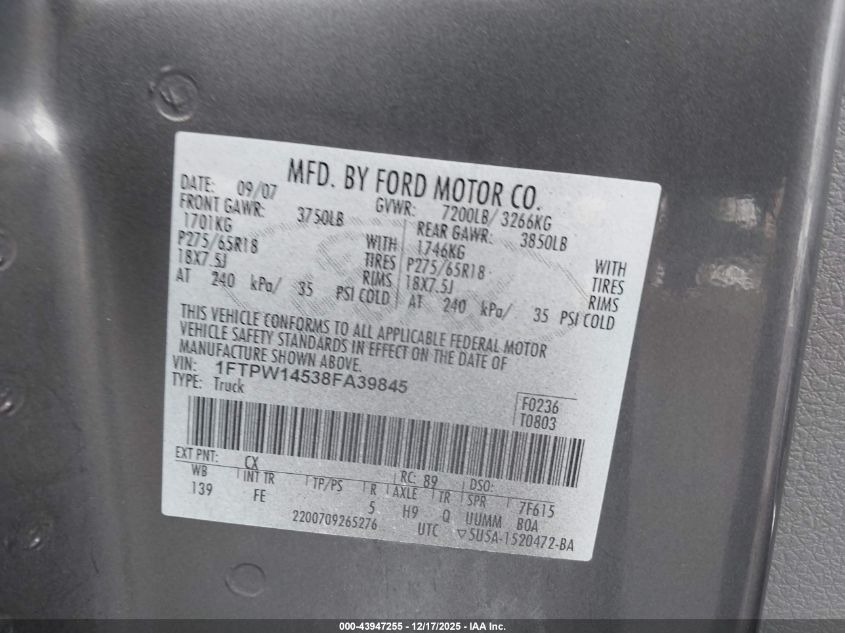 MFD. BY FORD MOTOR CO.
DATE: 09/07 GVWR: 7200LB/ 3266KG
FRONT GAWR: 3750LB REAR GAWR: 3850LB
1701KG WITH 1746KG WITH
P275/65R18 TIRES P275/65R18 TIRES
18X7.5J RIMS 18X7.5J RIMS
AT 240 kPa/ 35 PSI COLD AT 240 kPa/ 35 PSI COLD
THIS VEHICLE CONFORMS TO ALL APPLICABLE FEDERAL MOTOR
VEHICLE SAFETY STANDARDS IN EFFECT ON THE DATE OF
MANUFACTURE SHOWN ABOVE.
VIN: 1FTPW14538FA39845
TYPE: Truck
F0236
T0803
EXT PNT: CX RC: 89 DSO:
WB INT TR TP/PS R AXLE TR SPR 7F615
139 FE 5 H9 Q UUMM BOA
2200709265276 UTC ▽5U5A-1520472-BA
000-43947255 - 12/17/2025 - IAA Inc.